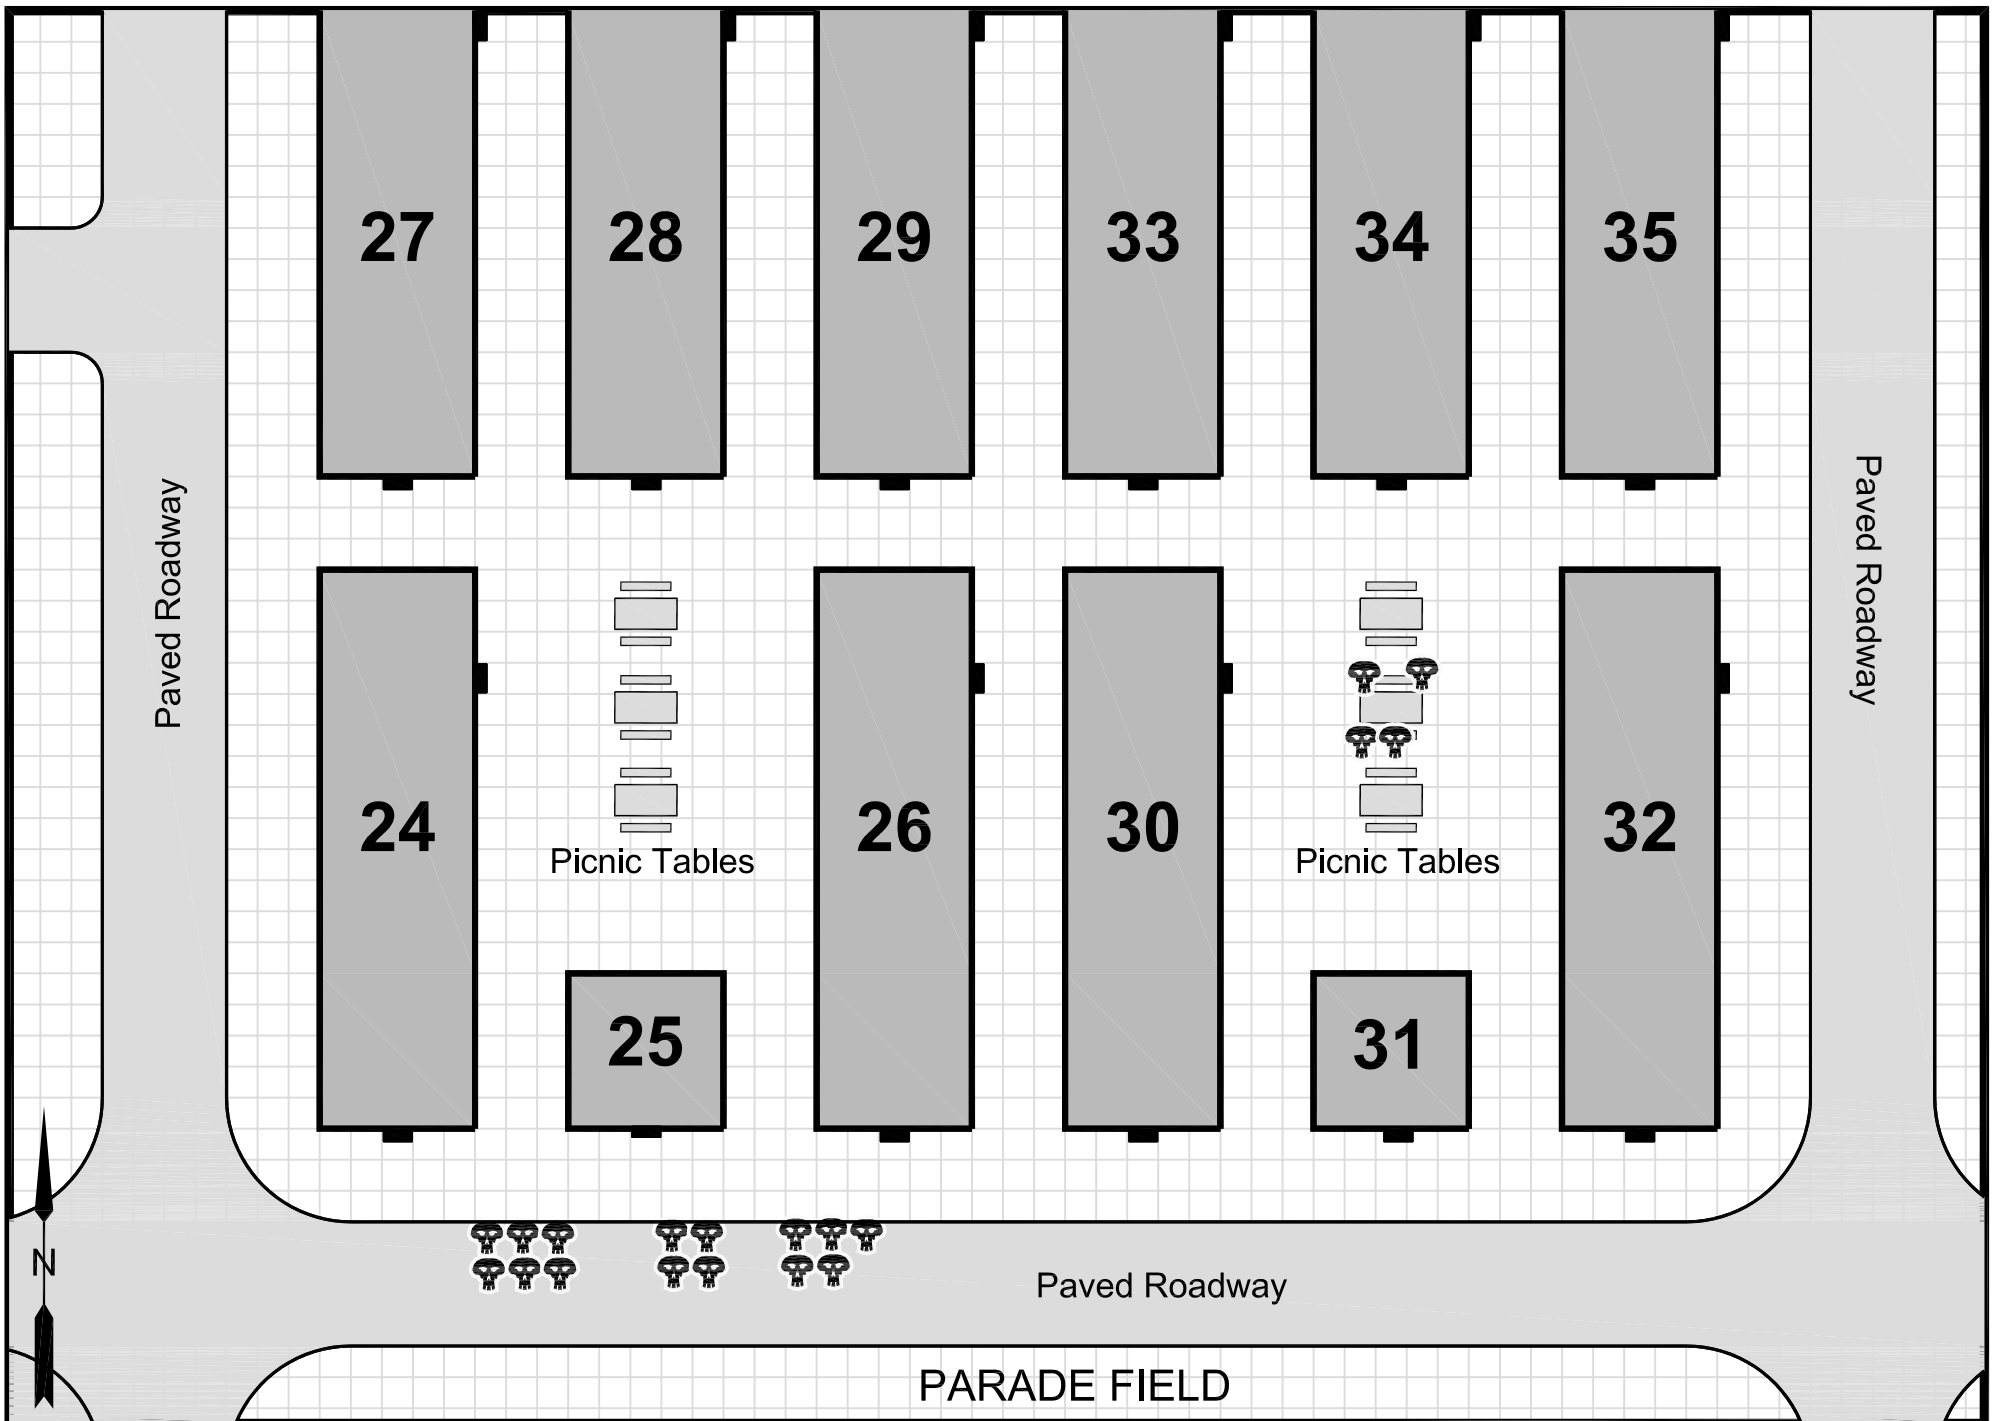 27 28 29 33 34 35
Paved Roadway
Paved Roadway
24 26 30 32
Picnic Tables Picnic Tables
25 31
N
Paved Roadway
PARADE FIELD